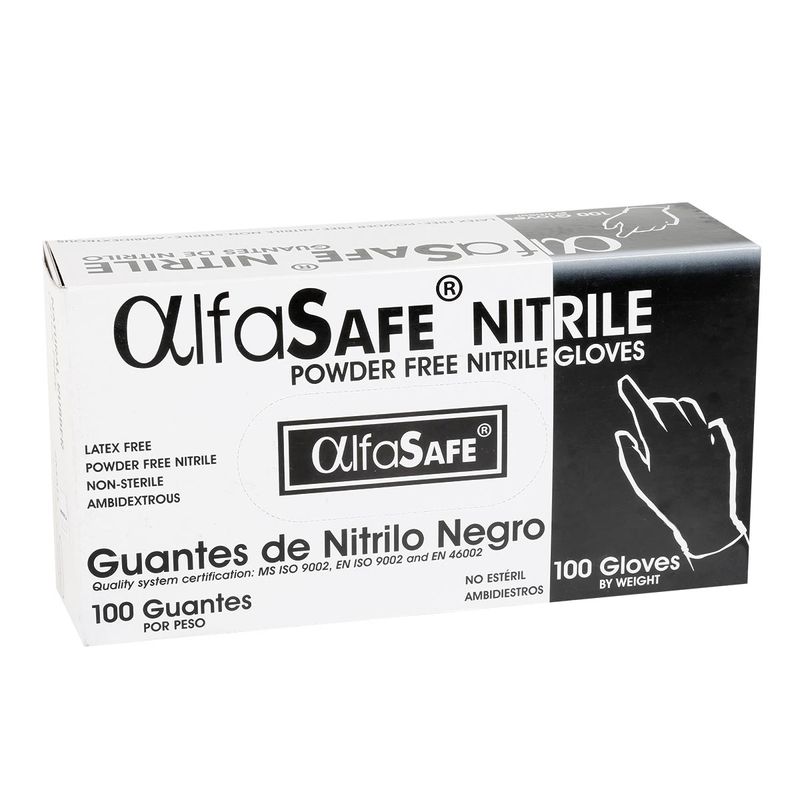 100 Gloves
αlfaSAFE® NITRILE
GUANTES DE NITRILO
αlfaSAFE® NITRILE
POWDER FREE NITRILE GLOVES
αlfaSAFE®
LATEX FREE
POWDER FREE NITRILE
NON-STERILE
AMBIDEXTROUS
Guantes de Nitrilo Negro
Quality system certification: MS ISO 9002, EN ISO 9002 and EN 46002
100 Guantes
POR PESO
NO ESTÉRIL
AMBIDIESTROS
100 Gloves
BY WEIGHT